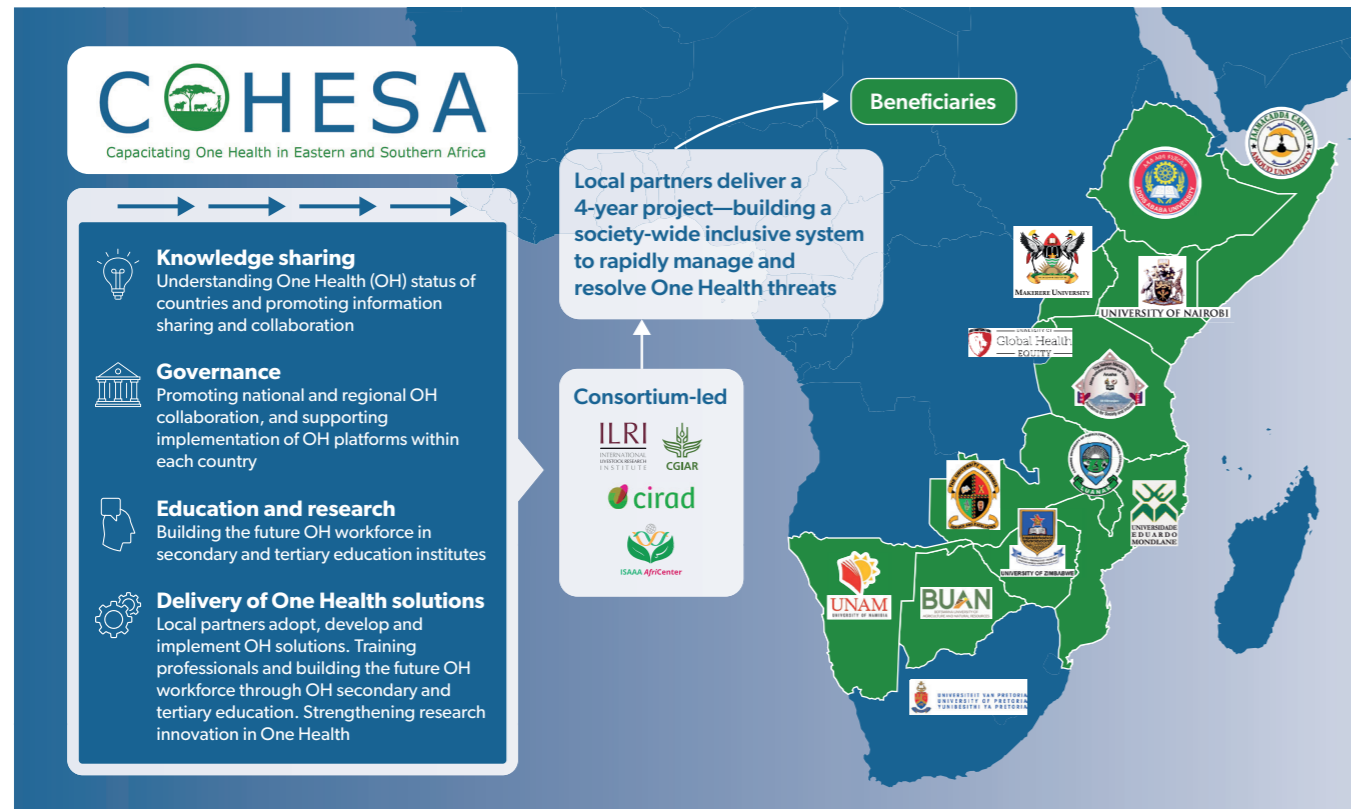 COHESA
Capacitating One Health in Eastern and Southern Africa
Knowledge sharing
Understanding One Health (OH) status of
countries and promoting information
sharing and collaboration
Governance
Promoting national and regional OH
collaboration, and supporting
implementation of OH platforms within
each country
Education and research
Building the future OH workforce in
secondary and tertiary education institutes
Delivery of One Health solutions
Local partners adopt, develop and
implement OH solutions. Training
professionals and building the future OH
workforce through OH secondary and
tertiary education. Strengthening research
innovation in One Health
Beneficiaries
Local partners deliver a
4-year project—building a
society-wide inclusive system
to rapidly manage and
resolve One Health threats
Consortium-led
ILRI
INTERNATIONAL
LIVESTOCK RESEARCH
INSTITUTE
CGIAR
cirad
ISAAA AfriCenter
JAAMACADDA CAMUUD
AMOUD UNIVERSITY
ADDIS ABABA UNIVERSITY
MAKERERE UNIVERSITY
UNIVERSITY OF NAIROBI
Global Health
EQUITY
LUANAR
UNIVERSIDADE
EDUARDO
MONDLANE
UNIVERSITY OF ZIMBABWE
UNAM
UNIVERSITY OF NAMIBIA
BUAN
UNIVERSITEIT VAN PRETORIA
UNIVERSITY OF PRETORIA
YUNIBESITHI YA PRETORIA